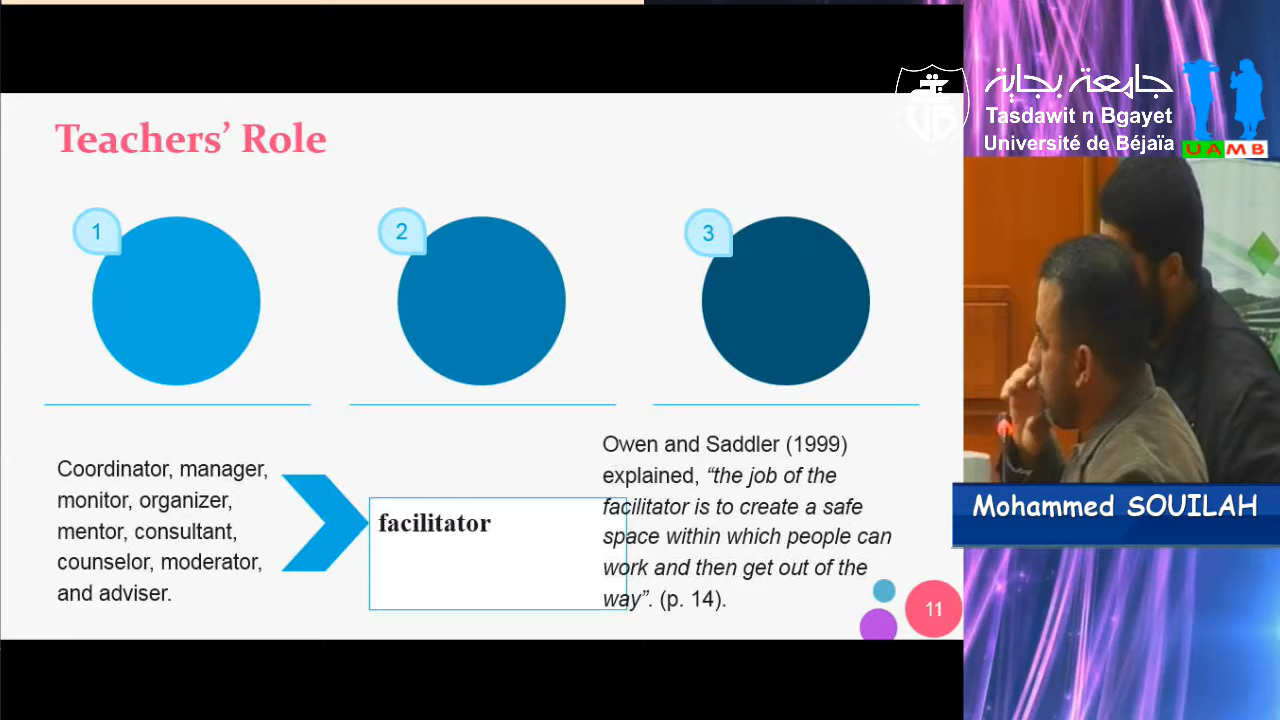 جامعة بجاية
Tasdawit n Bgayet
Université de Béjaïa
UAMB
Teachers’ Role
1
2
3
Coordinator, manager,
monitor, organizer,
mentor, consultant,
counselor, moderator,
and adviser.
facilitator
Owen and Saddler (1999)
explained, “the job of the
facilitator is to create a safe
space within which people can
work and then get out of the
way”. (p. 14).
11
Mohammed SOUILAH